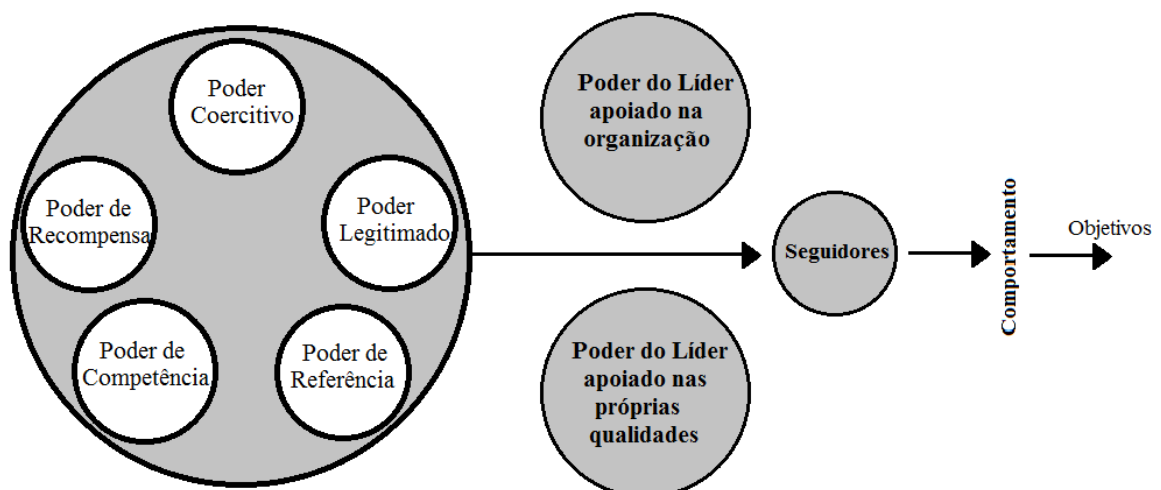 Poder
Coercitivo
Poder de
Recompensa
Poder
Legitimado
Poder de
Competência
Poder de
Referência
Poder do Líder
apoiado na
organização
Poder do Líder
apoiado nas
próprias
qualidades
Seguidores
Comportamento
Objetivos